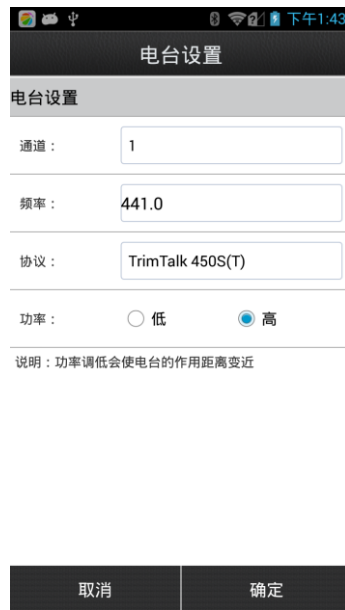 下午1:43
电台设置
电台设置
通道：
1
频率：
441.0
协议：
TrimTalk 450S(T)
功率：
低
高
说明：功率调低会使电台的作用距离变近
取消
确定